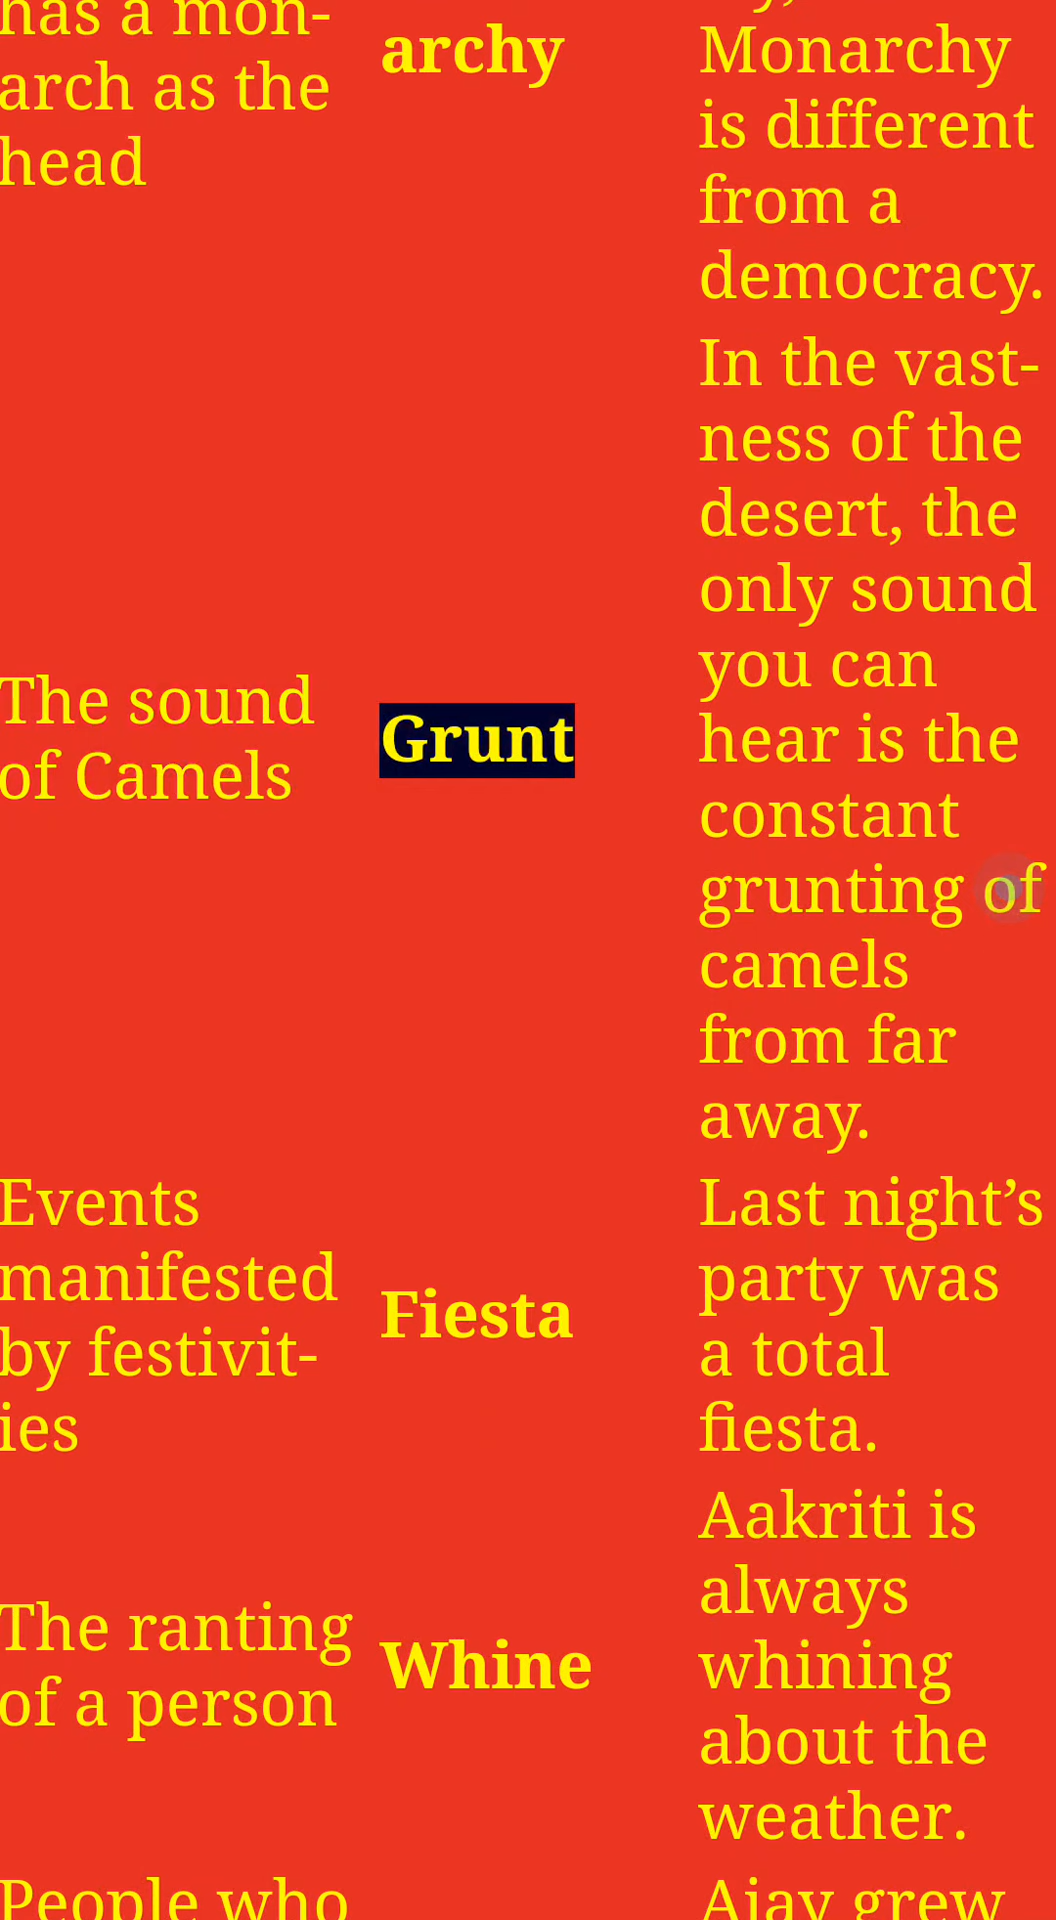 has a mon-
arch as the
head
archy
Monarchy
is different
from a
democracy.
The sound
of Camels
Grunt
In the vast-
ness of the
desert, the
only sound
you can
hear is the
constant
grunting of
camels
from far
away.
Events
manifested
by festivit-
ies
Fiesta
Last night’s
party was
a total
fiesta.
The ranting
of a person
Whine
Aakriti is
always
whining
about the
weather.
People who
Ajay grew